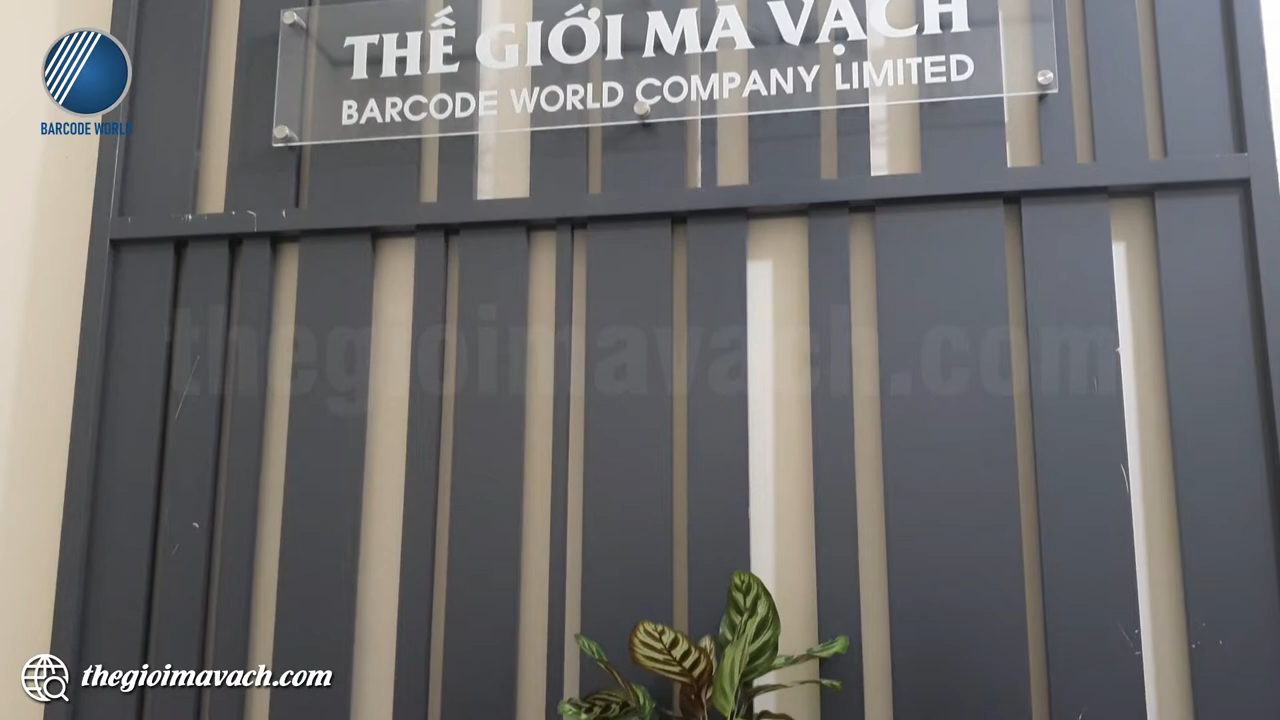 THẾ GIỚI MÃ VẠCH
BARCODE WORLD COMPANY LIMITED
BARCODE WORLD
thegioimavach.com
thegioimavach.com